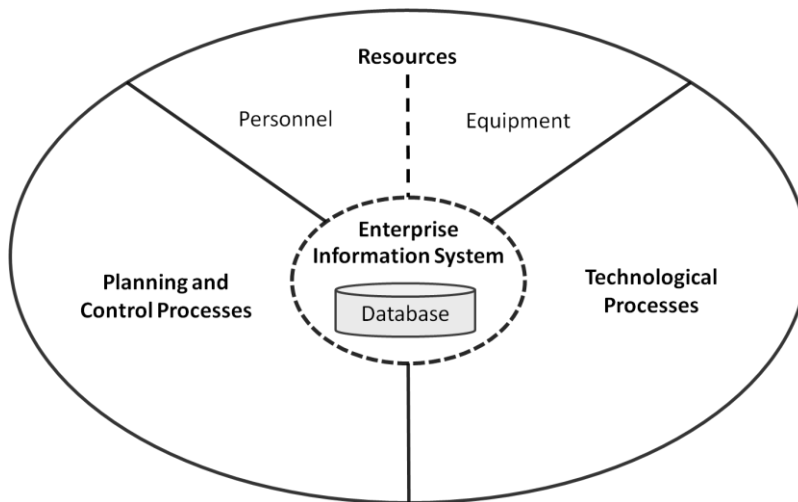 Resources
Personnel
Equipment
Enterprise
Information System
Database
Planning and
Control Processes
Technological
Processes